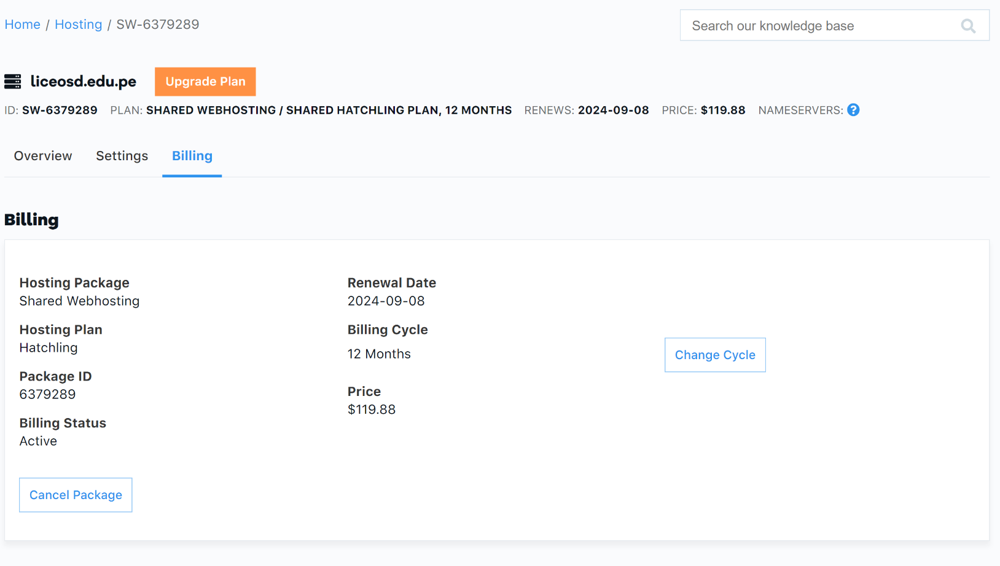 Home / Hosting / SW-6379289
Search our knowledge base
liceosd.edu.pe
Upgrade Plan
ID: SW-6379289 PLAN: SHARED WEBHOSTING / SHARED HATCHLING PLAN, 12 MONTHS RENEWS: 2024-09-08 PRICE: $119.88 NAMESERVERS: ?
Overview Settings Billing
Billing
Hosting Package
Shared Webhosting
Hosting Plan
Hatchling
Package ID
6379289
Billing Status
Active
Cancel Package
Renewal Date
2024-09-08
Billing Cycle
12 Months
Price
$119.88
Change Cycle